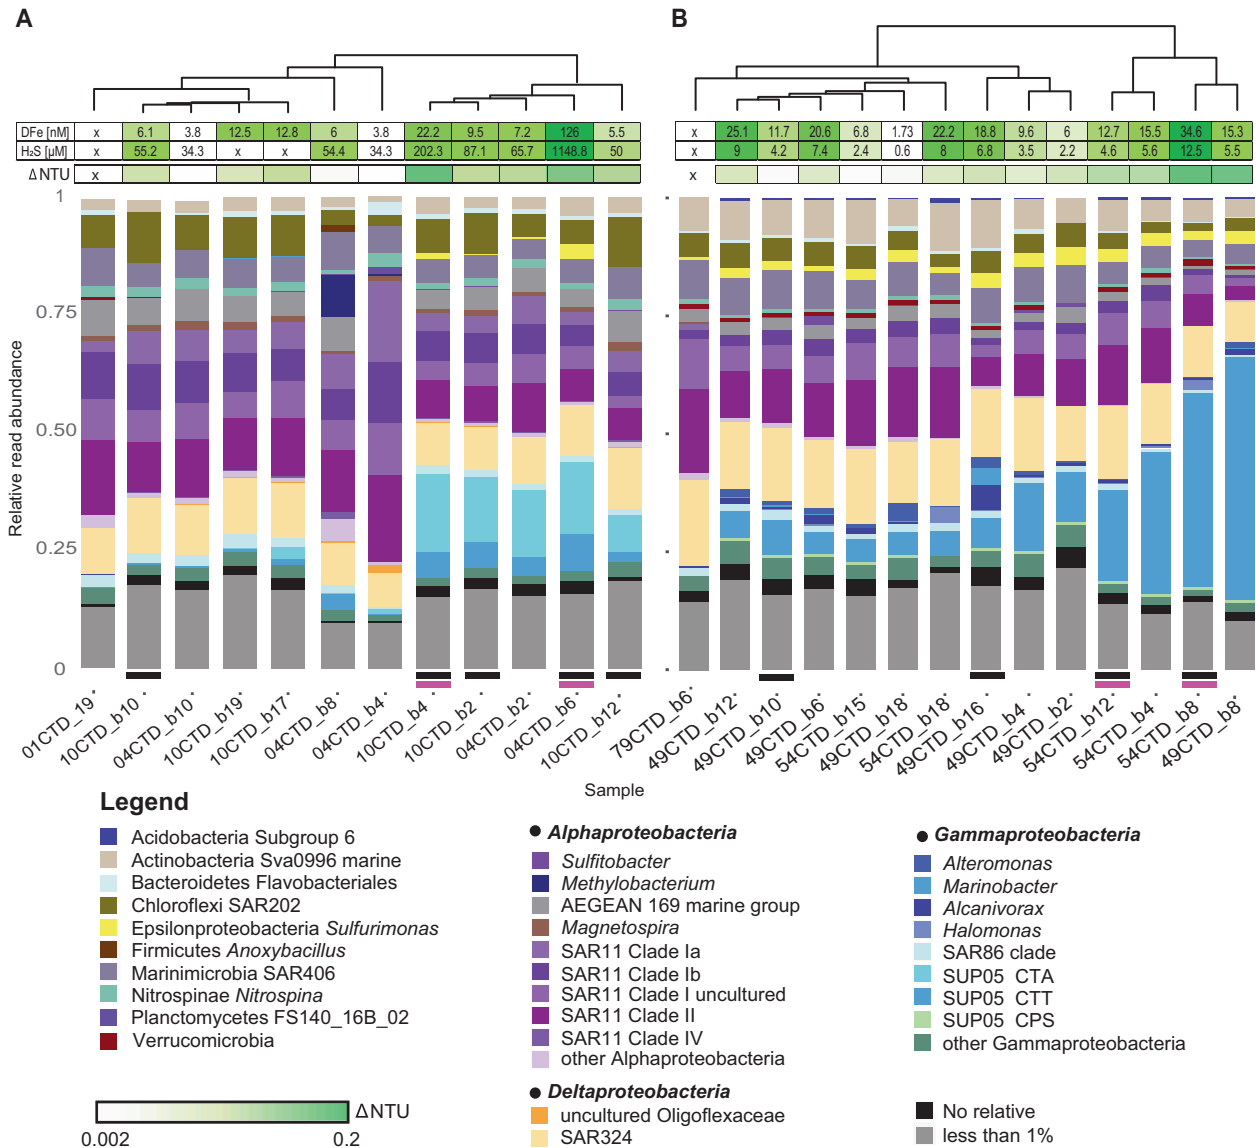 A
B
DFe [nM] x 6.1 3.8 12.5 12.8 6 3.8 22.2 9.5 7.2 126 5.5
H₂S [µM] x 55.2 34.3 x x 54.4 34.3 202.3 87.1 65.7 1148.8 50
Δ NTU x
x 25.1 11.7 20.6 6.8 1.73 22.2 18.8 9.6 6 12.7 15.5 34.6 15.3
x 9 4.2 7.4 2.4 0.6 8 6.8 3.5 2.2 4.6 5.6 12.5 5.5
x
1
0.75
0.50
0.25
0
Relative read abundance
01CTD_19
10CTD_b10
04CTD_b10
10CTD_b19
10CTD_b17
04CTD_b8
04CTD_b4
10CTD_b4
10CTD_b2
04CTD_b2
04CTD_b6
10CTD_b12
79CTD_b6
49CTD_b12
49CTD_b10
49CTD_b6
54CTD_b15
49CTD_b18
54CTD_b18
49CTD_b16
49CTD_b4
49CTD_b2
54CTD_b12
54CTD_b4
54CTD_b8
49CTD_b8
Sample
Legend
Acidobacteria Subgroup 6
Actinobacteria Sva0996 marine
Bacteroidetes Flavobacteriales
Chloroflexi SAR202
Epsilonproteobacteria Sulfurimonas
Firmicutes Anoxybacillus
Marinimicrobia SAR406
Nitrospinae Nitrospina
Planctomycetes FS140_16B_02
Verrucomicrobia
● Alphaproteobacteria
Sulfitobacter
Methylobacterium
AEGEAN 169 marine group
Magnetospira
SAR11 Clade Ia
SAR11 Clade Ib
SAR11 Clade I uncultured
SAR11 Clade II
SAR11 Clade IV
other Alphaproteobacteria
● Deltaproteobacteria
uncultured Oligoflexaceae
SAR324
● Gammaproteobacteria
Alteromonas
Marinobacter
Alcanivorax
Halomonas
SAR86 clade
SUP05 CTA
SUP05 CTT
SUP05 CPS
other Gammaproteobacteria
No relative
less than 1%
Δ NTU
0.002 0.2